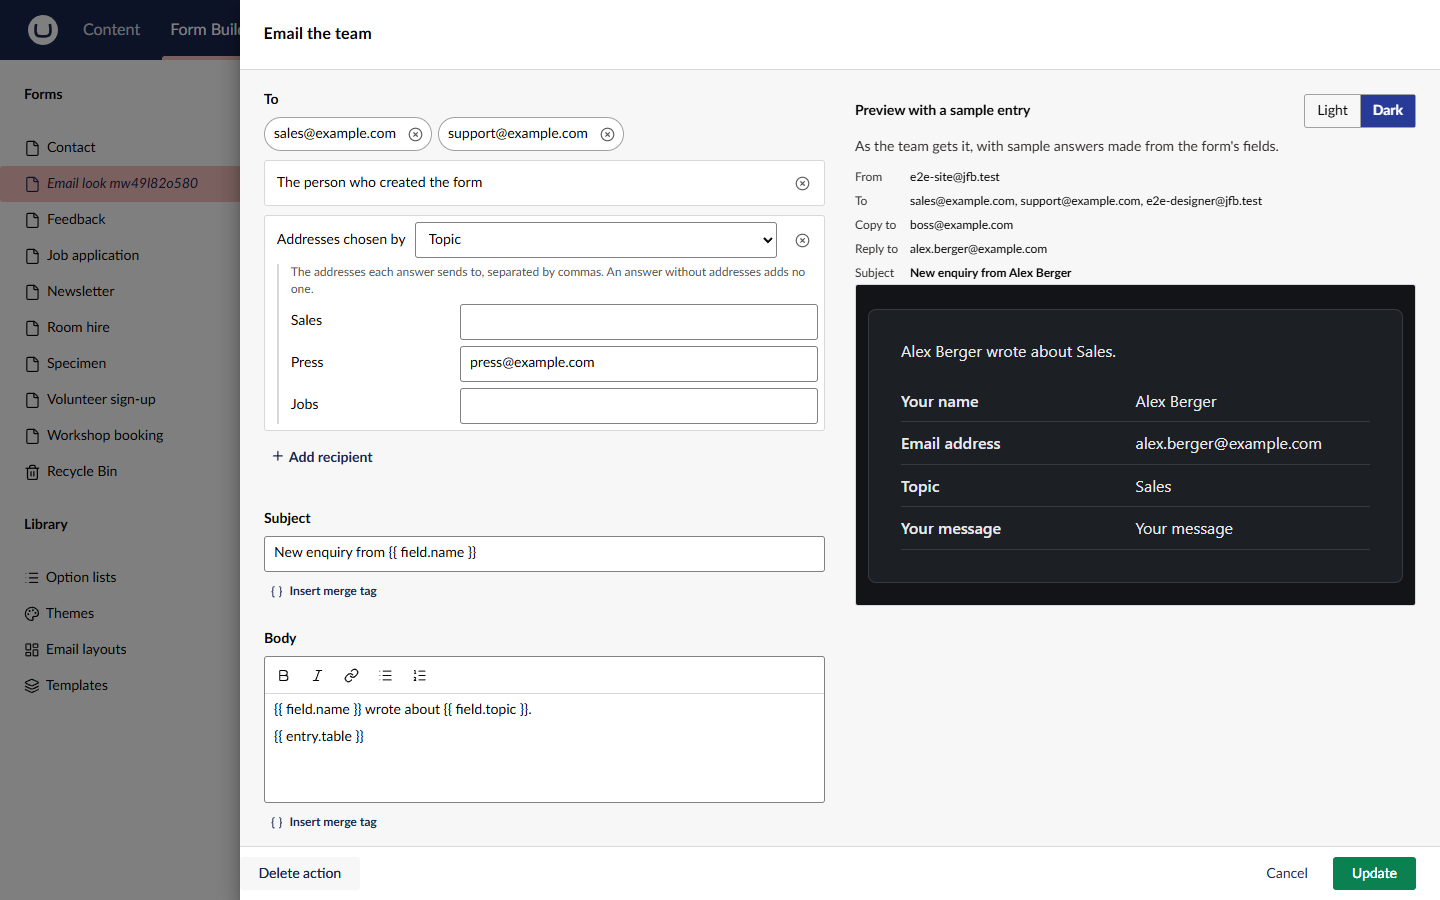 Content
Form Buil
Forms
Contact
Email look mw49l82o580
Feedback
Job application
Newsletter
Room hire
Specimen
Volunteer sign-up
Workshop booking
Recycle Bin
Library
Option lists
Themes
Email layouts
Templates
Email the team
To
sales@example.com
support@example.com
The person who created the form
Addresses chosen by
Topic
The addresses each answer sends to, separated by commas. An answer without addresses adds no
one.
Sales
Press
press@example.com
Jobs
+ Add recipient
Subject
New enquiry from {{ field.name }}
{ } Insert merge tag
Body
B I
{{ field.name }} wrote about {{ field.topic }}.
{{ entry.table }}
{ } Insert merge tag
Preview with a sample entry
Light
Dark
As the team gets it, with sample answers made from the form's fields.
From e2e-site@jfb.test
To sales@example.com, support@example.com, e2e-designer@jfb.test
Copy to boss@example.com
Reply to alex.berger@example.com
Subject New enquiry from Alex Berger
Alex Berger wrote about Sales.
Your name Alex Berger
Email address alex.berger@example.com
Topic Sales
Your message Your message
Delete action
Cancel
Update